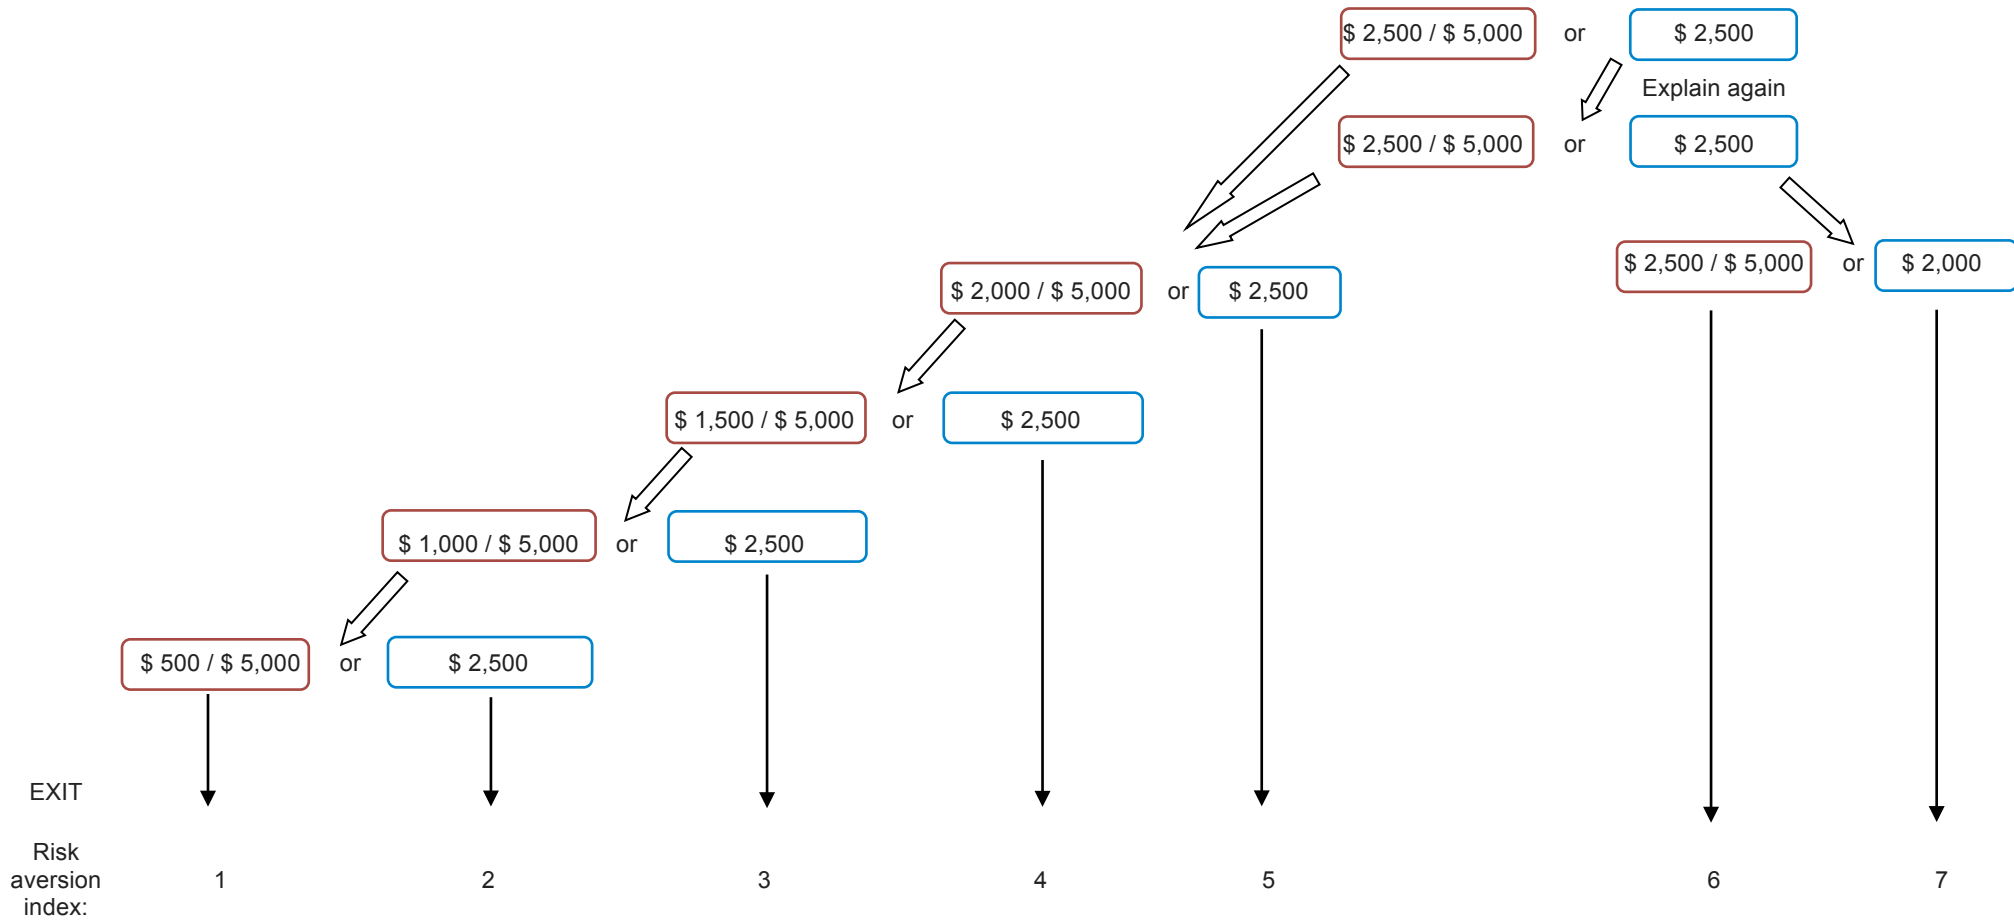 $ 2,500 / $ 5,000 or $ 2,500
Explain again
$ 2,500 / $ 5,000 or $ 2,500
$ 2,500 / $ 5,000 or $ 2,000
$ 2,000 / $ 5,000 or $ 2,500
$ 1,500 / $ 5,000 or $ 2,500
$ 1,000 / $ 5,000 or $ 2,500
$ 500 / $ 5,000 or $ 2,500
EXIT
Risk
aversion
index:
1 2 3 4 5 6 7